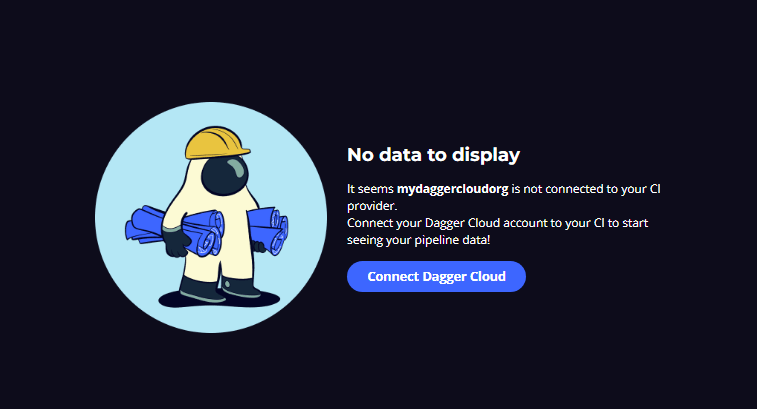 No data to display
It seems mydaggercloudorg is not connected to your CI
provider.
Connect your Dagger Cloud account to your CI to start
seeing your pipeline data!
Connect Dagger Cloud